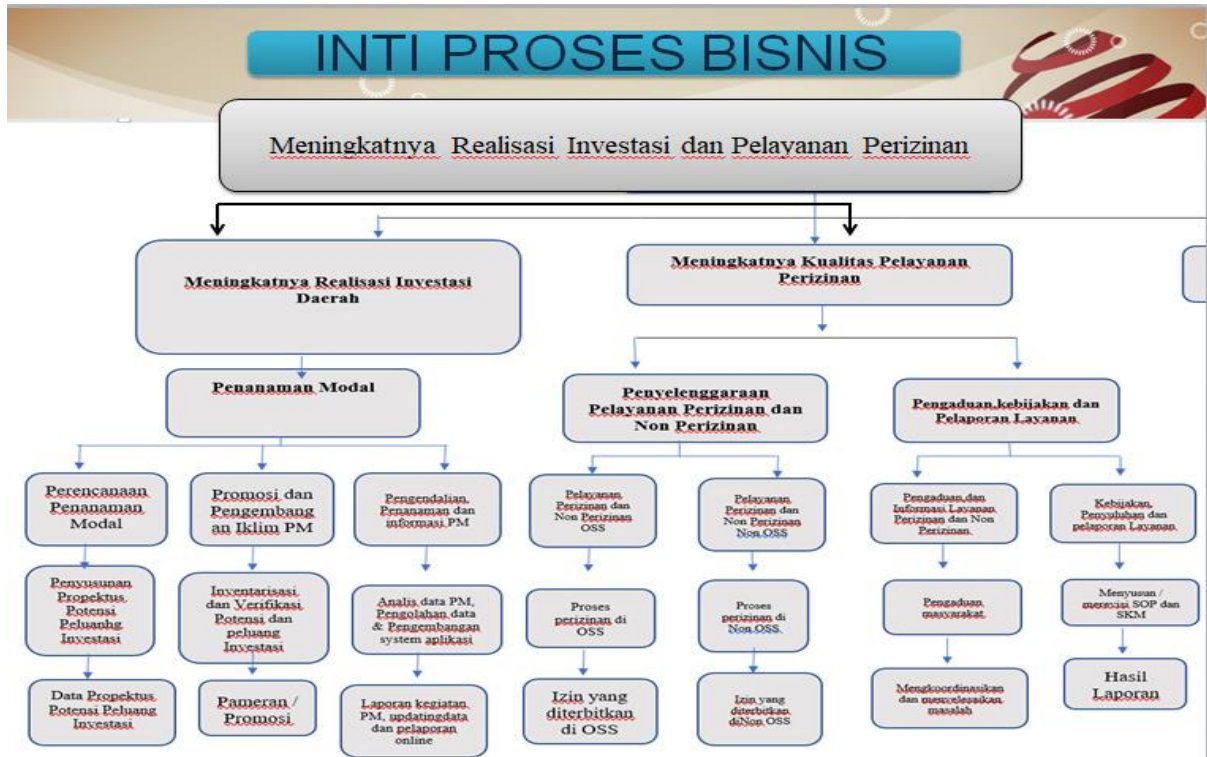 INTI PROSES BISNIS
Meningkatnya Realisasi Investasi dan Pelayanan Perizinan
Meningkatnya Realisasi Investasi
Daerah
Meningkatnya Kualitas Pelayanan
Perizinan
Penanaman Modal
Penyelenggaraan
Pelayanan Perizinan dan
Non Perizinan
Pengaduan,kebijakan dan
Pelaporan Layanan
Perencanaan
Penanaman
Modal
Promosi dan
Pengembang
an Iklim PM
Pengendalian,
Penanaman dan
informasi PM
Pelayanan
Perizinan dan
Non Perizinan
OSS
Pelayanan
Perizinan dan
Non Perizinan
Non OSS
Pengaduan dan
Informasi Layanan
Perizinan dan Non
Perizinan
Kebijakan,
Penyuluhan dan
pelaporan Layanan
Penyusunan
Propektus
Potensi
Peluanhg
Investasi
Inventarisasi
dan Verifikasi
Potensi dan
peluang
Investasi
Analis data PM,
Pengolahan data
& Pengembangan
system aplikasi
Proses
perizinan di
OSS
Proses
perizinan di
Non OSS
Pengaduan
masyarakat
Menyusun /
merevisi SOP dan
SKM
Data Propektus
Potensi Peluang
Investasi
Pameran /
Promosi
Laporan kegiatan
PM, updatingdata
dan pelaporan
online
Izin yang
diterbitkan
di OSS
Izin yang
diterbitkan
diNon OSS
Mengkoordinasikan
dan menyelesaikan
masalah
Hasil
Laporan